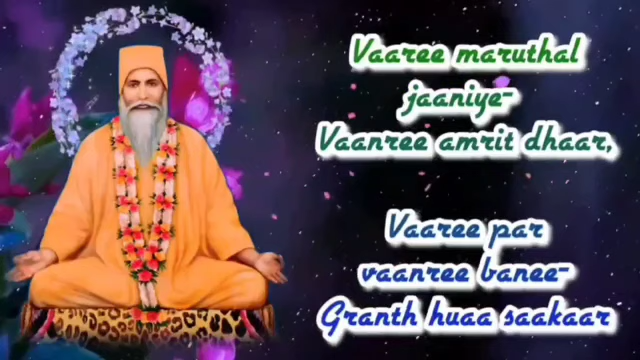 Vaaree maruthal
jaaniye-
Vaanree amrit dhaar,
Vaaree par
vaanree banee-
Granth huaa saakaar